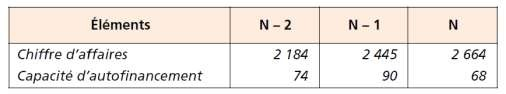 Éléments N – 2 N – 1 N
Chiffre d’affaires 2 184 2 445 2 664
Capacité d’autofinancement 74 90 68